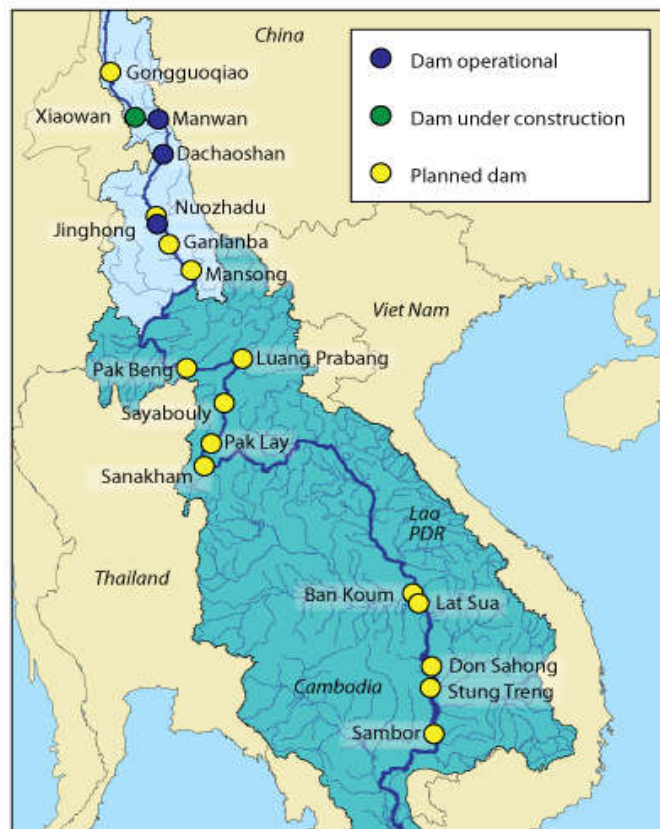 China
Dam operational
Dam under construction
Planned dam
Gongguoqiao
Xiaowan
Manwan
Dachaoshan
Nuozhadu
Jinghong
Ganlanba
Mansong
Viet Nam
Luang Prabang
Pak Beng
Sayabouly
Pak Lay
Sanakham
Lao
PDR
Thailand
Ban Koum
Lat Sua
Don Sahong
Cambodia
Stung Treng
Sambor